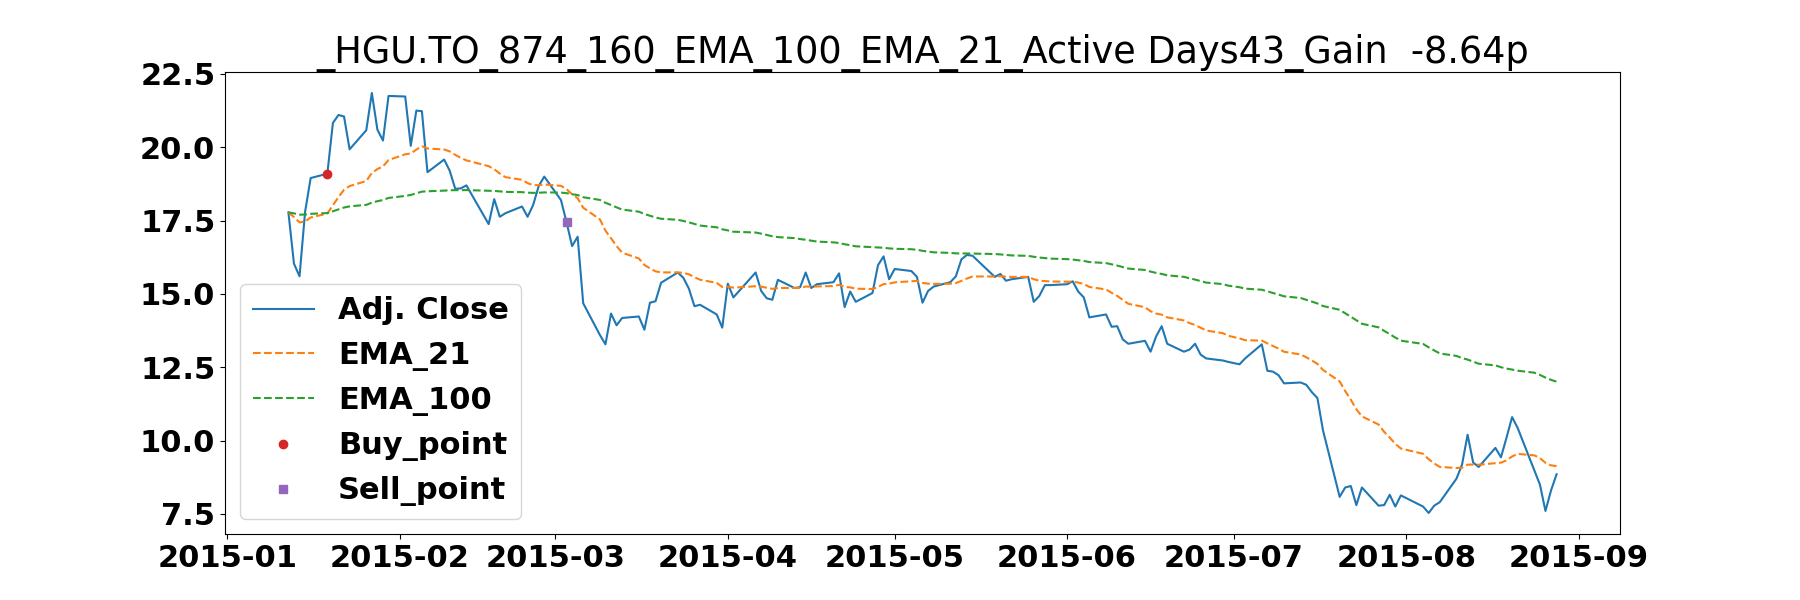 _HGU.TO_874_160_EMA_100_EMA_21_Active Days43_Gain  -8.64p
22.5
20.0
17.5
15.0
12.5
10.0
7.5
Adj. Close
EMA_21
EMA_100
Buy_point
Sell_point
2015-01 2015-02 2015-03 2015-04 2015-05 2015-06 2015-07 2015-08 2015-09